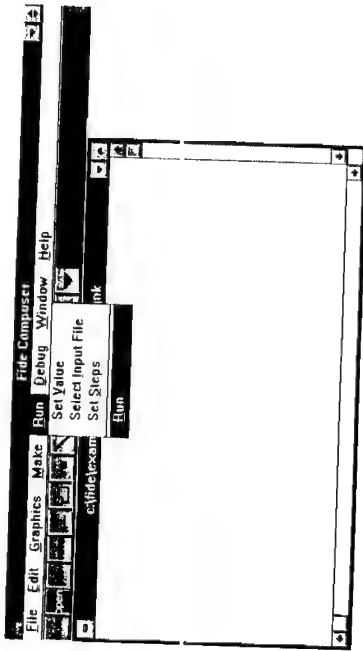 Fide Composer
File Edit Graphics Make Run Debug Window Help
Open
Set Value
Select Input File
Set Steps
Run
c:\fide\exam
nk